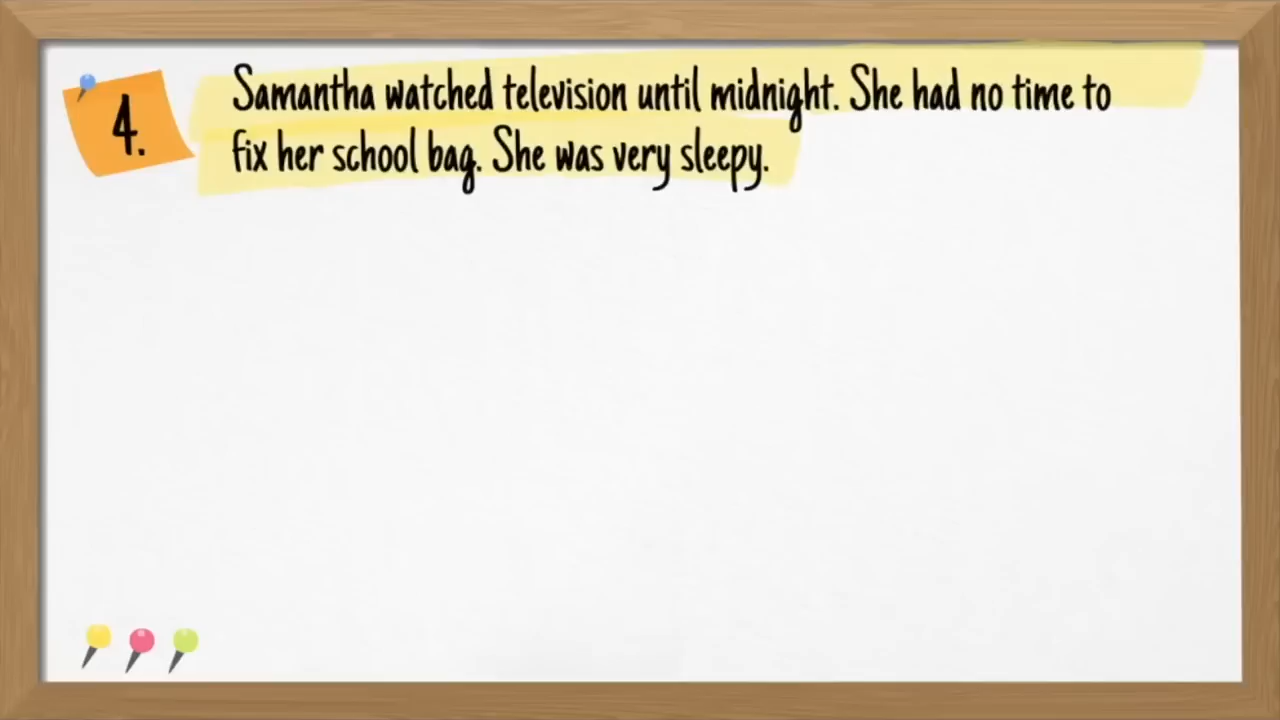 4.
Samantha watched television until midnight. She had no time to
fix her school bag. She was very sleepy.